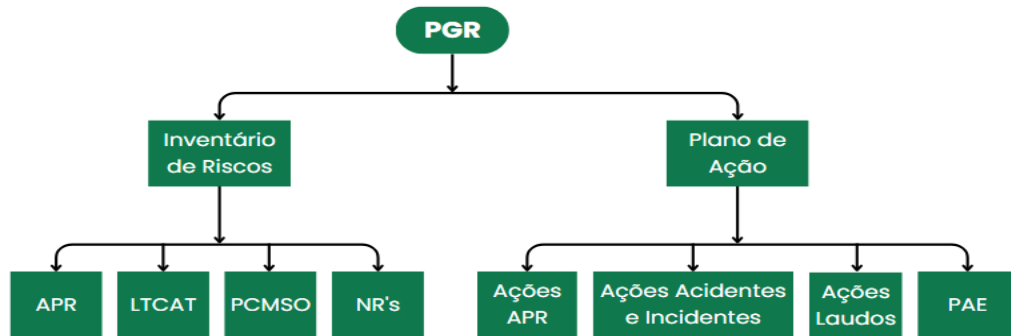 PGR
Inventário
de Riscos
Plano de
Ação
APR
LTCAT
PCMSO
NR's
Ações
APR
Ações Acidentes
e Incidentes
Ações
Laudos
PAE